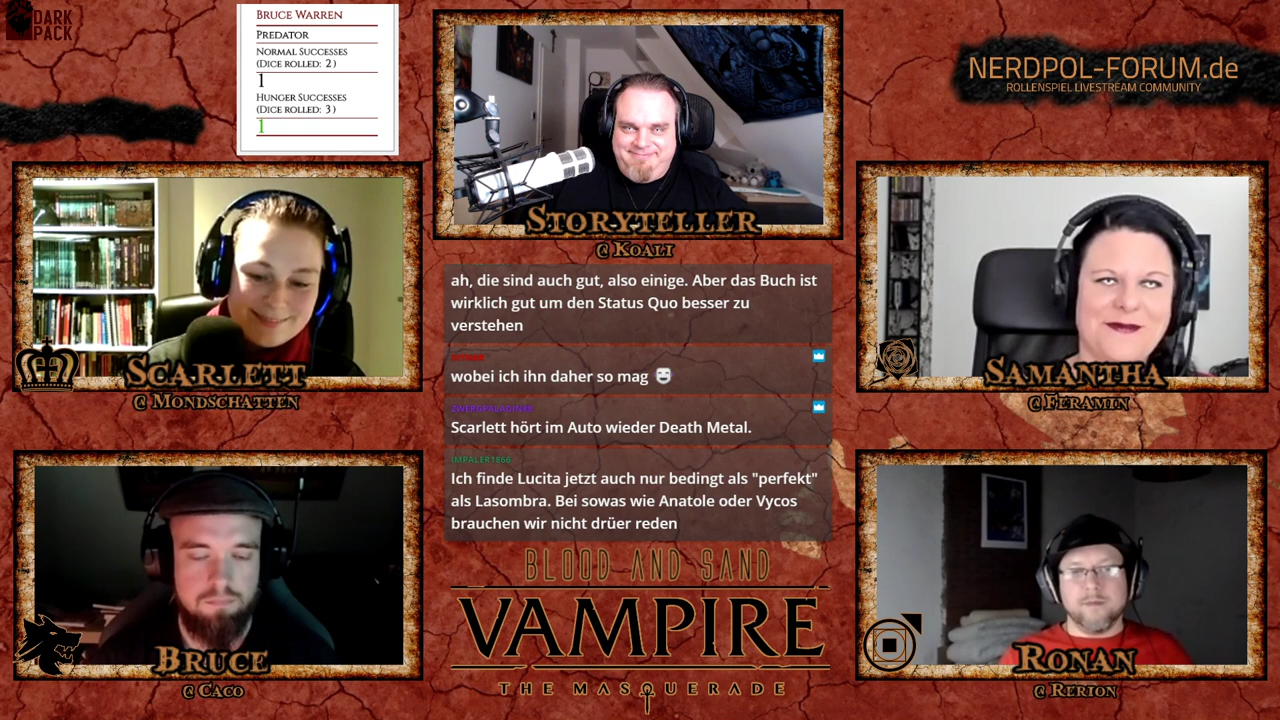 DARK
PACK
Bruce Warren
Predator
Normal Successes
(Dice rolled: 2)
1
Hunger Successes
(Dice rolled: 3)
1
NERDPOL-FORUM.de
ROLLENSPIEL LIVESTREAM COMMUNITY
Storyteller
@ Koali
Scarlett
@ Mondschatten
Samantha
@ Feramin
ah, die sind auch gut, also einige. Aber das Buch ist
wirklich gut um den Status Quo besser zu
verstehen
wobei ich ihn daher so mag
Scarlett hört im Auto wieder Death Metal.
IMPALER1866
Ich finde Lucita jetzt auch nur bedingt als "perfekt"
als Lasombra. Bei sowas wie Anatole oder Vycos
brauchen wir nicht drüer reden
Bruce
@ Caco
BLOOD AND SAND
VAMPIRE
THE MASQUERADE
Ronan
@ Rerion